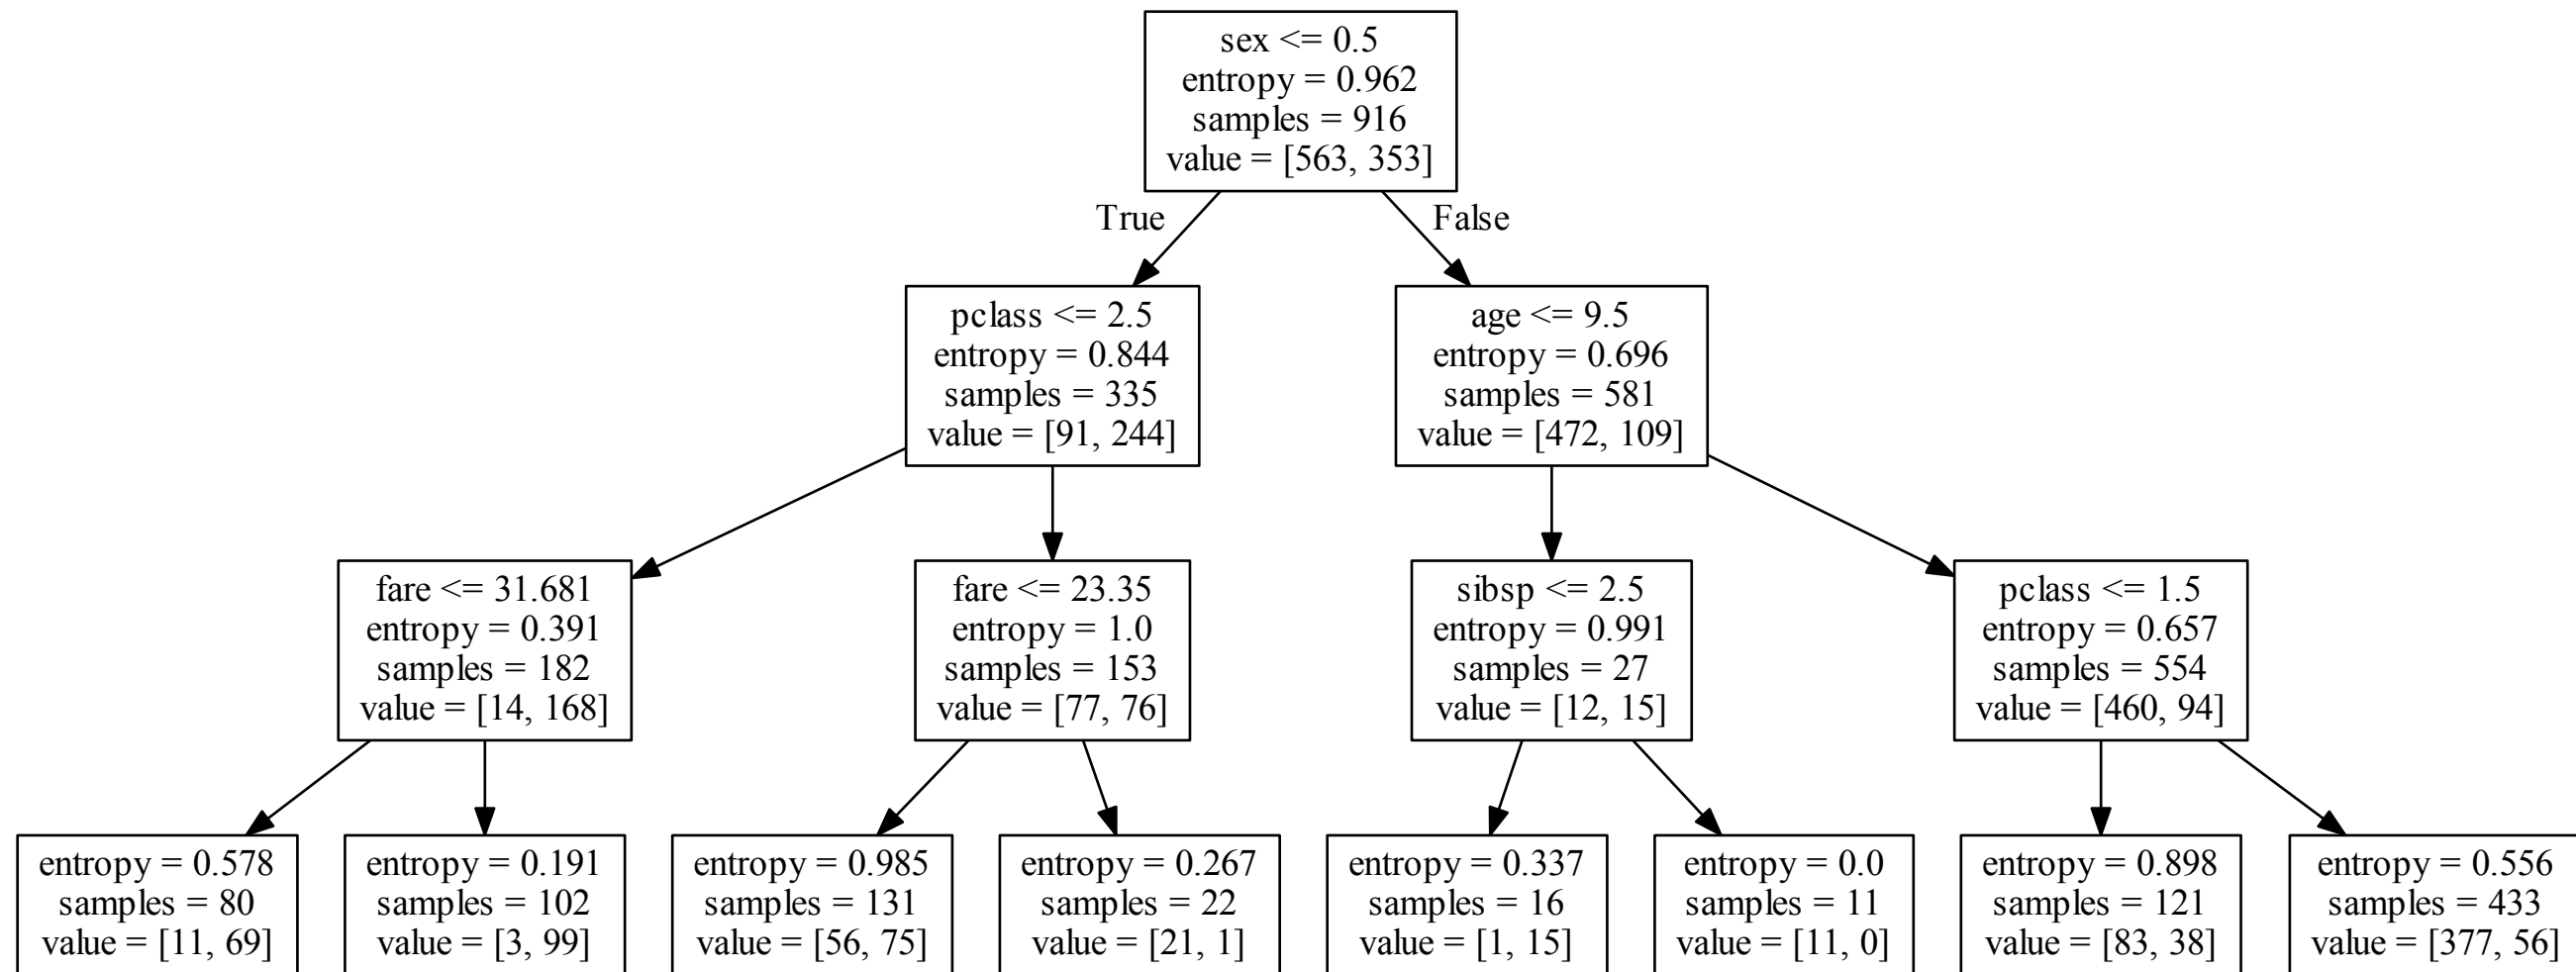 sex <= 0.5
entropy = 0.962
samples = 916
value = [563, 353]
True
False
pclass <= 2.5
entropy = 0.844
samples = 335
value = [91, 244]
age <= 9.5
entropy = 0.696
samples = 581
value = [472, 109]
fare <= 31.681
entropy = 0.391
samples = 182
value = [14, 168]
fare <= 23.35
entropy = 1.0
samples = 153
value = [77, 76]
sibsp <= 2.5
entropy = 0.991
samples = 27
value = [12, 15]
pclass <= 1.5
entropy = 0.657
samples = 554
value = [460, 94]
entropy = 0.578
samples = 80
value = [11, 69]
entropy = 0.191
samples = 102
value = [3, 99]
entropy = 0.985
samples = 131
value = [56, 75]
entropy = 0.267
samples = 22
value = [21, 1]
entropy = 0.337
samples = 16
value = [1, 15]
entropy = 0.0
samples = 11
value = [11, 0]
entropy = 0.898
samples = 121
value = [83, 38]
entropy = 0.556
samples = 433
value = [377, 56]